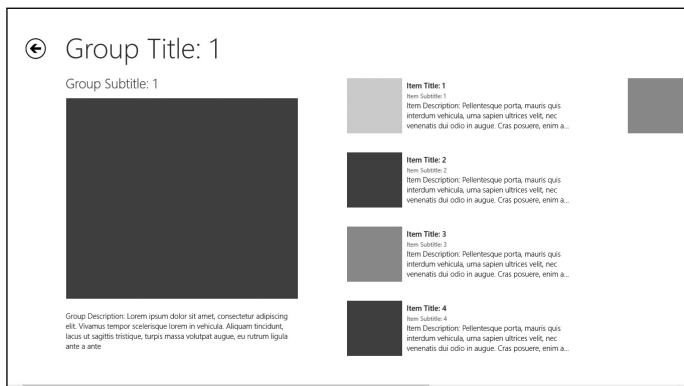 Group Title: 1
Group Subtitle: 1
Group Description: Lorem ipsum dolor sit amet, consectetur adipiscing
elit. Vivamus tempor scelerisque lorem in vehicula. Aliquam tincidunt,
lacus ut sagittis tristique, turpis massa volutpat augue, eu rutrum ligula
ante a ante
Item Title: 1
Item Subtitle: 1
Item Description: Pellentesque porta, mauris quis
interdum vehicula, urna sapien ultrices velit, nec
venenatis dui odio in augue. Cras posuere, enim a...
Item Title: 2
Item Subtitle: 2
Item Description: Pellentesque porta, mauris quis
interdum vehicula, urna sapien ultrices velit, nec
venenatis dui odio in augue. Cras posuere, enim a...
Item Title: 3
Item Subtitle: 3
Item Description: Pellentesque porta, mauris quis
interdum vehicula, urna sapien ultrices velit, nec
venenatis dui odio in augue. Cras posuere, enim a...
Item Title: 4
Item Subtitle: 4
Item Description: Pellentesque porta, mauris quis
interdum vehicula, urna sapien ultrices velit, nec
venenatis dui odio in augue. Cras posuere, enim a...